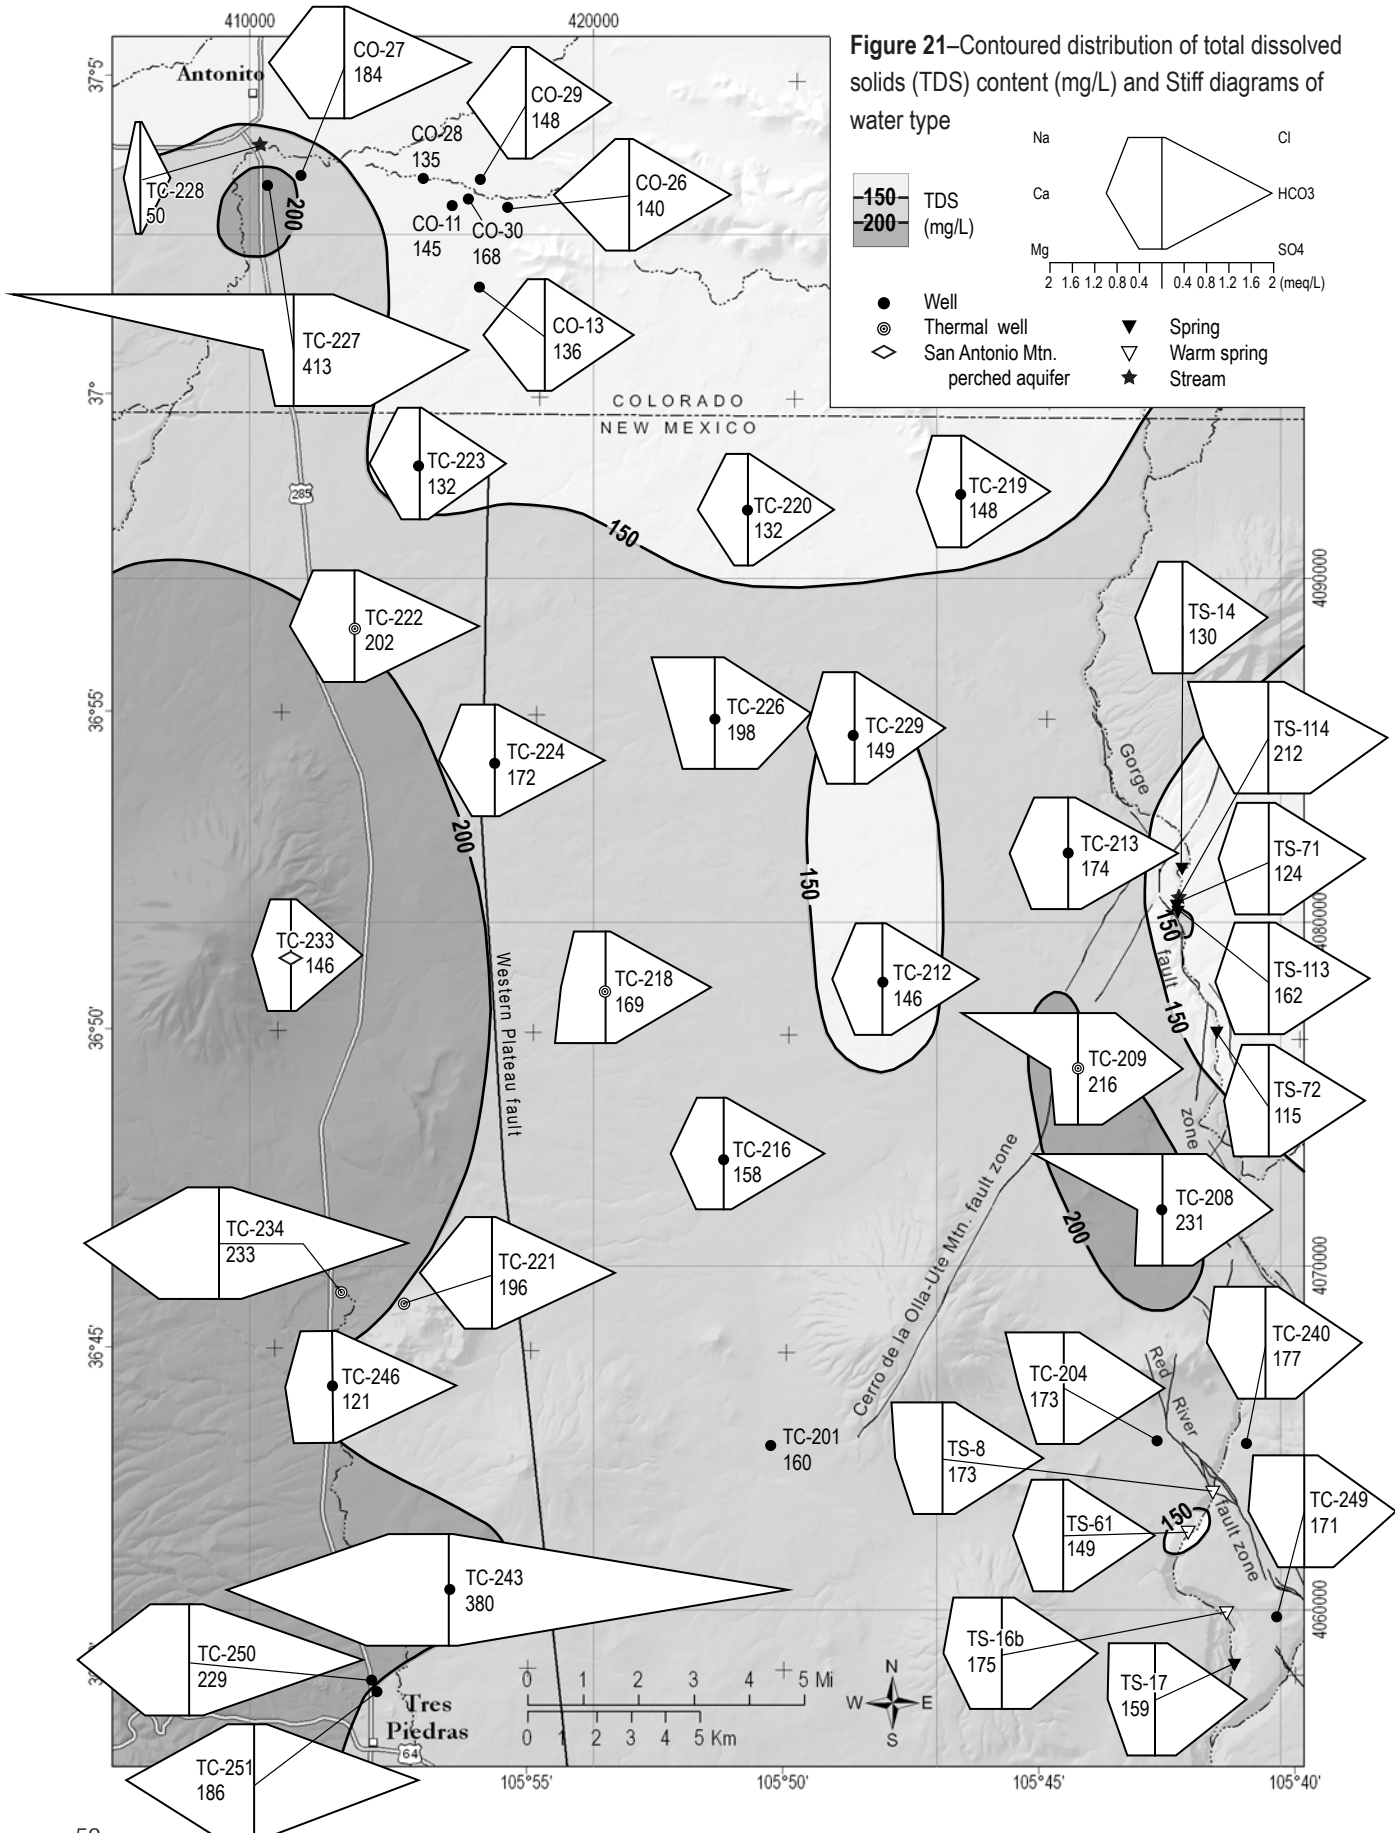 410000
420000
Figure 21–Contoured distribution of total dissolved
solids (TDS) content (mg/L) and Stiff diagrams of
water type
Na
Cl
Ca
HCO3
Mg
SO4
2 1.6 1.2 0.8 0.4 0.4 0.8 1.2 1.6 2 (meq/L)
150
200
TDS
(mg/L)
Well
Thermal well
San Antonio Mtn.
perched aquifer
Spring
Warm spring
Stream
37°5'
Antonito
CO-27
184
CO-29
148
CO-28
135
CO-26
140
CO-11
145
CO-30
168
TC-228
50
200
CO-13
136
TC-227
413
37°
COLORADO
NEW MEXICO
TC-223
132
285
TC-220
132
TC-219
148
150
4090000
TC-222
202
TS-14
130
36°55'
TC-226
198
TC-229
149
TC-224
172
TS-114
212
Gorge
200
150
TC-213
174
TS-71
124
4080000
150
fault
TC-233
146
TC-218
169
TC-212
146
TS-113
162
Western Plateau fault
36°50'
150
TC-209
216
TS-72
115
zone
TC-216
158
TC-208
231
200
Cerro de la Olla-Ute Mtn. fault zone
TC-234
233
TC-221
196
4070000
36°45'
TC-240
177
TC-246
121
TC-204
173
Red River
fault zone
TC-201
160
TS-8
173
TC-249
171
TS-61
149
150
TC-243
380
4060000
TC-250
229
TS-16b
175
TS-17
159
0 1 2 3 4 5 Mi
0 1 2 3 4 5 Km
N
W E
S
Tres
Piedras
64
TC-251
186
105°55'
105°50'
105°45'
105°40'